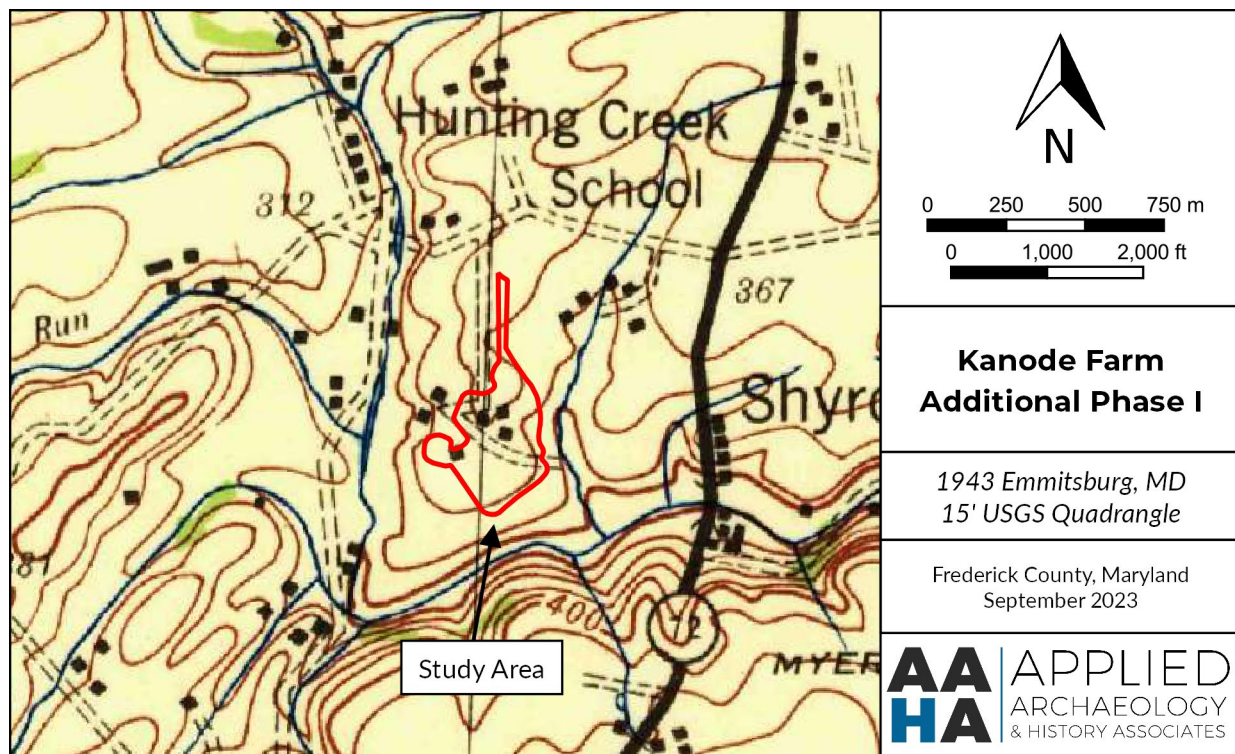 Hunting Creek
School
312
367
Run
Shyre
81
400
MYER
Study Area
N
0 250 500 750 m
0 1,000 2,000 ft
Kanode Farm
Additional Phase I
1943 Emmitsburg, MD
15' USGS Quadrangle
Frederick County, Maryland
September 2023
AA
HA
APPLIED
ARCHAEOLOGY
& HISTORY ASSOCIATES